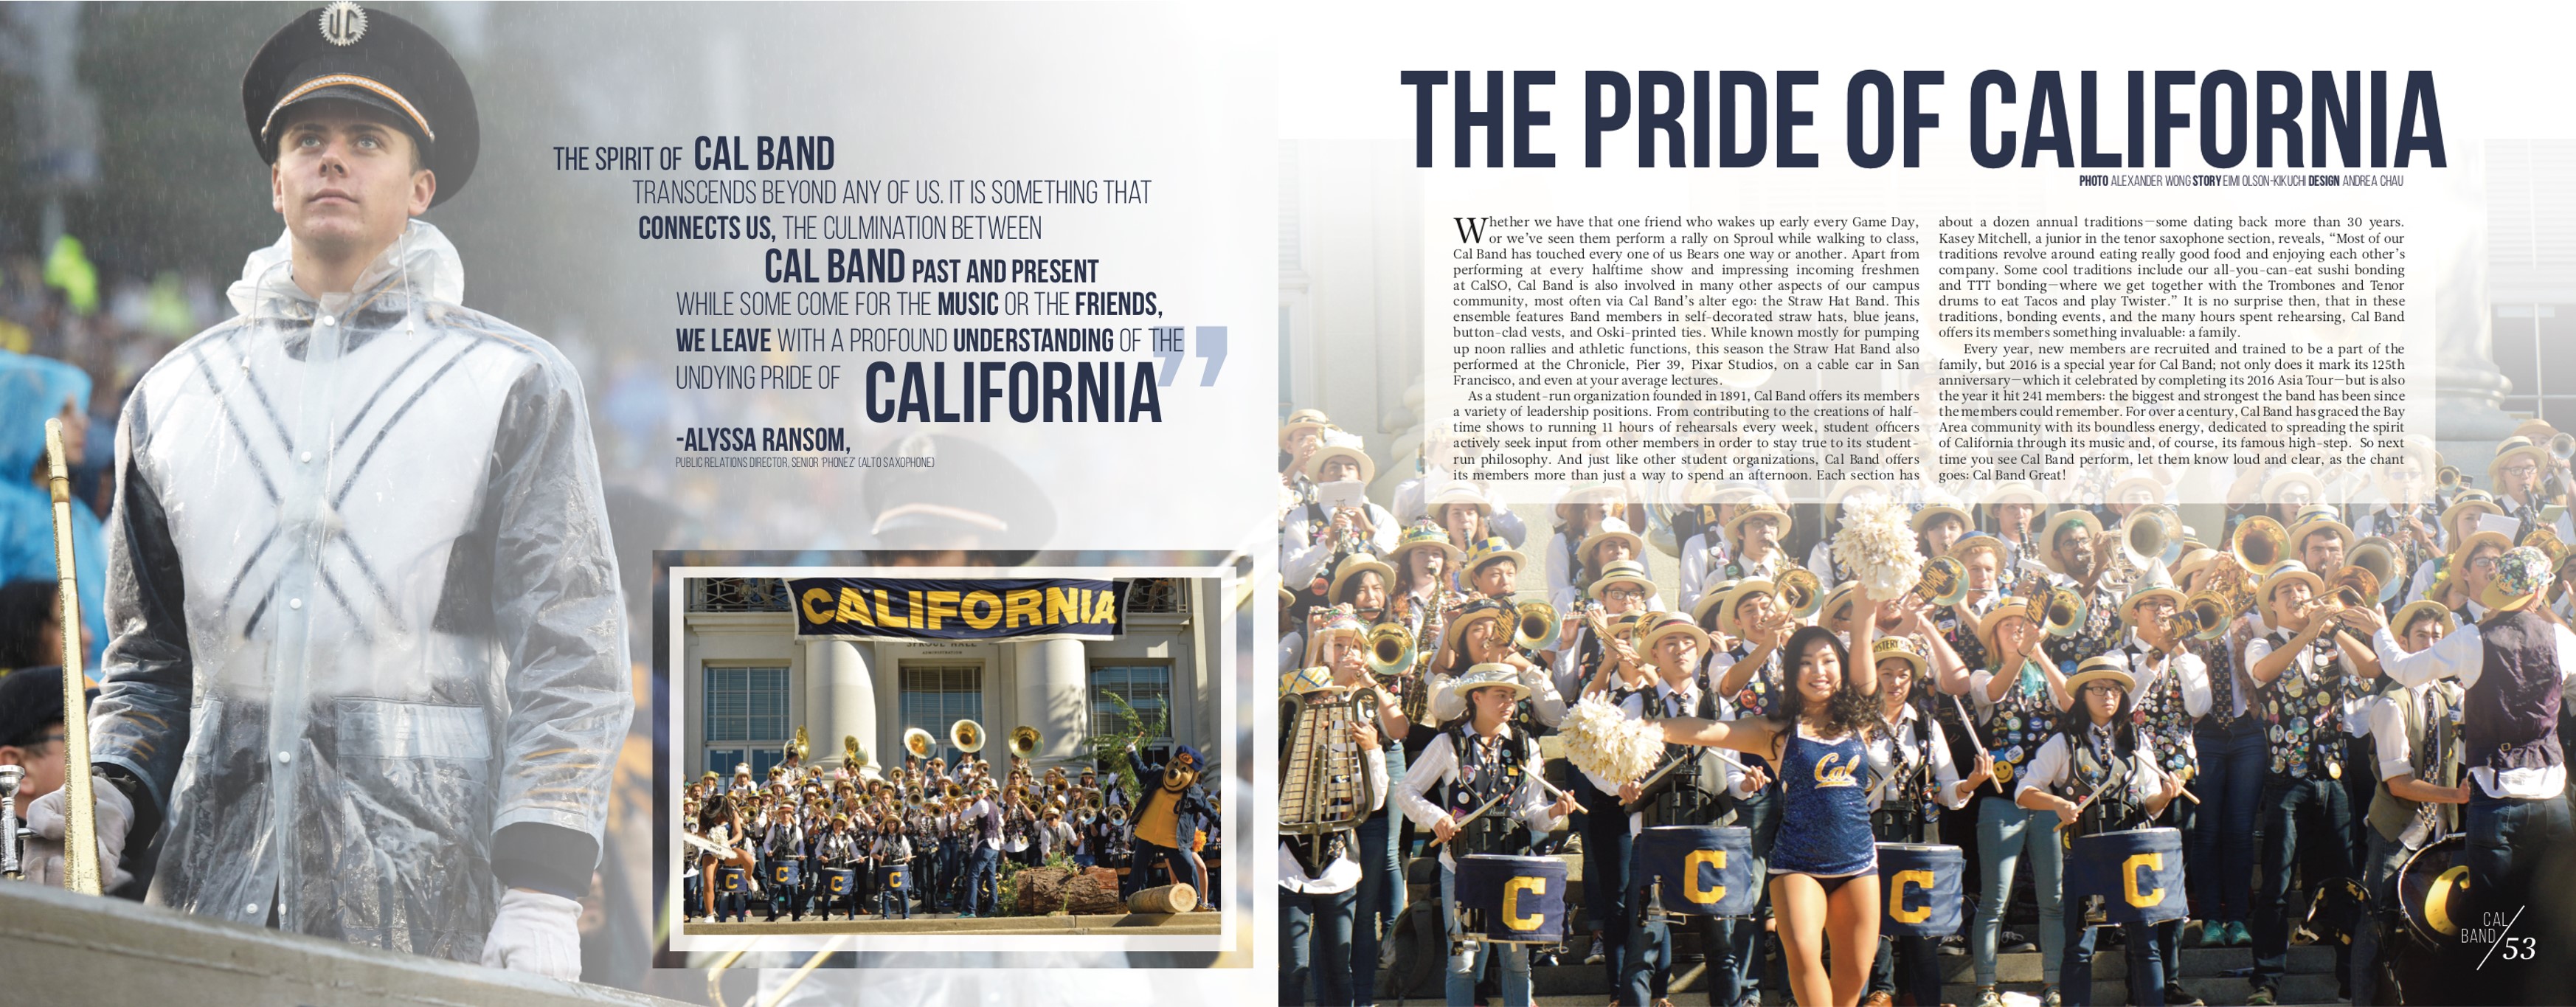 UC
THE SPIRIT OF CAL BAND
TRANSCENDS BEYOND ANY OF US. IT IS SOMETHING THAT
CONNECTS US, THE CULMINATION BETWEEN
CAL BAND PAST AND PRESENT
WHILE SOME COME FOR THE MUSIC OR THE FRIENDS,
WE LEAVE WITH A PROFOUND UNDERSTANDING OF THE
UNDYING PRIDE OF CALIFORNIA”
-ALYSSA RANSOM,
PUBLIC RELATIONS DIRECTOR, SENIOR 'PHONEZ' (ALTO SAXOPHONE)
CALIFORNIA
SPROUL HALL
C C C C
THE PRIDE OF CALIFORNIA
PHOTO ALEXANDER WONG STORY EIMI OLSON-KIKUCHI DESIGN ANDREA CHAU
Whether we have that one friend who wakes up early every Game Day,
or we’ve seen them perform a rally on Sproul while walking to class,
Cal Band has touched every one of us Bears one way or another. Apart from
performing at every halftime show and impressing incoming freshmen
at CalSO, Cal Band is also involved in many other aspects of our campus
community, most often via Cal Band’s alter ego: the Straw Hat Band. This
ensemble features Band members in self-decorated straw hats, blue jeans,
button-clad vests, and Oski-printed ties. While known mostly for pumping
up noon rallies and athletic functions, this season the Straw Hat Band also
performed at the Chronicle, Pier 39, Pixar Studios, on a cable car in San
Francisco, and even at your average lectures.
As a student-run organization founded in 1891, Cal Band offers its members
a variety of leadership positions. From contributing to the creations of half-
time shows to running 11 hours of rehearsals every week, student officers
actively seek input from other members in order to stay true to its student-
run philosophy. And just like other student organizations, Cal Band offers
its members more than just a way to spend an afternoon. Each section has
about a dozen annual traditions—some dating back more than 30 years.
Kasey Mitchell, a junior in the tenor saxophone section, reveals, “Most of our
traditions revolve around eating really good food and enjoying each other’s
company. Some cool traditions include our all-you-can-eat sushi bonding
and TTT bonding—where we get together with the Trombones and Tenor
drums to eat Tacos and play Twister.” It is no surprise then, that in these
traditions, bonding events, and the many hours spent rehearsing, Cal Band
offers its members something invaluable: a family.
Every year, new members are recruited and trained to be a part of the
family, but 2016 is a special year for Cal Band; not only does it mark its 125th
anniversary—which it celebrated by completing its 2016 Asia Tour—but is also
the year it hit 241 members: the biggest and strongest the band has been since
the members could remember. For over a century, Cal Band has graced the Bay
Area community with its boundless energy, dedicated to spreading the spirit
of California through its music and, of course, its famous high-step. So next
time you see Cal Band perform, let them know loud and clear, as the chant
goes: Cal Band Great!
Cal
C C C C C
CAL
BAND/53